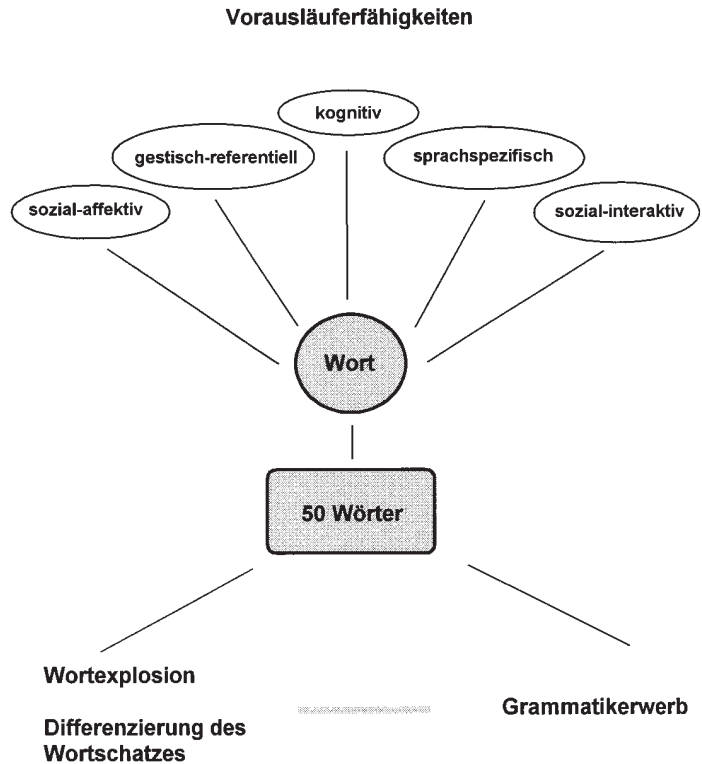 Vorausläuferfähigkeiten
kognitiv
gestisch-referentiell
sprachspezifisch
sozial-affektiv
sozial-interaktiv
Wort
50 Wörter
Wortexplosion
Grammatikerwerb
Differenzierung des
Wortschatzes